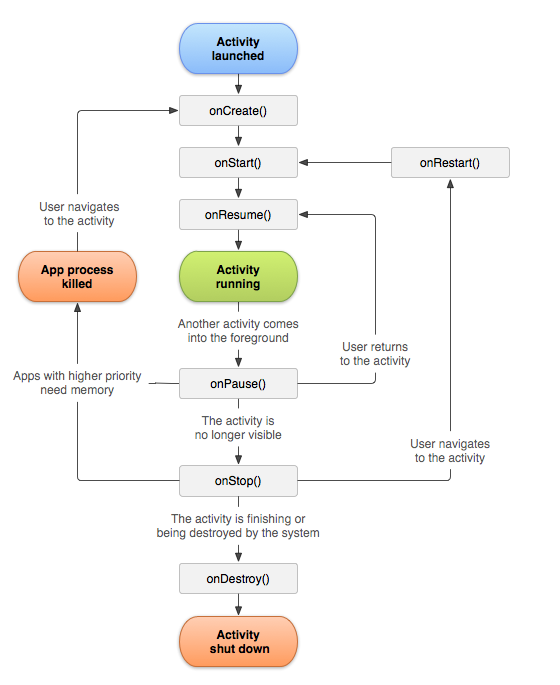 Activity
launched
onCreate()
onStart()
onRestart()
onResume()
User navigates
to the activity
App process
killed
Activity
running
Another activity comes
into the foreground
User returns
to the activity
Apps with higher priority
need memory
onPause()
The activity is
no longer visible
User navigates
to the activity
onStop()
The activity is finishing or
being destroyed by the system
onDestroy()
Activity
shut down